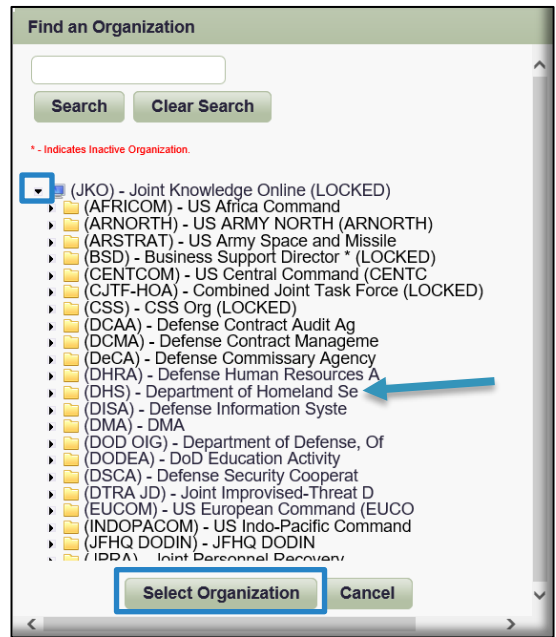 Find an Organization
Search Clear Search
* - Indicates Inactive Organization.
(JKO) - Joint Knowledge Online (LOCKED)
(AFRICOM) - US Africa Command
(ARNORTH) - US ARMY NORTH (ARNORTH)
(ARSTRAT) - US Army Space and Missile
(BSD) - Business Support Director * (LOCKED)
(CENTCOM) - US Central Command (CENTC
(CJTF-HOA) - Combined Joint Task Force (LOCKED)
(CSS) - CSS Org (LOCKED)
(DCAA) - Defense Contract Audit Ag
(DCMA) - Defense Contract Manageme
(DeCA) - Defense Commissary Agency
(DHRA) - Defense Human Resources A
(DHS) - Department of Homeland Se
(DISA) - Defense Information Syste
(DMA) - DMA
(DOD OIG) - Department of Defense, Of
(DODEA) - DoD Education Activity
(DSCA) - Defense Security Cooperat
(DTRA JD) - Joint Improvised-Threat D
(EUCOM) - US European Command (EUCO
(INDOPACOM) - US Indo-Pacific Command
(JFHQ DODIN) - JFHQ DODIN
(JPRA) - Joint Personnel Recovery
Select Organization Cancel